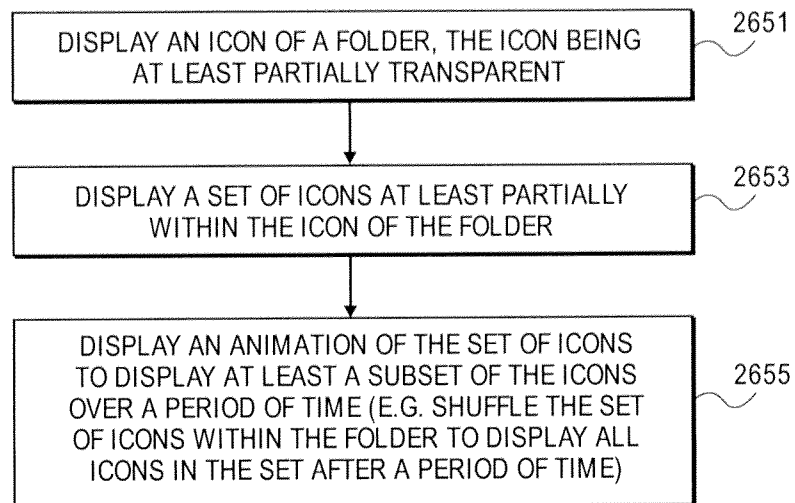 DISPLAY AN ICON OF A FOLDER, THE ICON BEING
AT LEAST PARTIALLY TRANSPARENT
2651
DISPLAY A SET OF ICONS AT LEAST PARTIALLY
WITHIN THE ICON OF THE FOLDER
2653
DISPLAY AN ANIMATION OF THE SET OF ICONS
TO DISPLAY AT LEAST A SUBSET OF THE ICONS
OVER A PERIOD OF TIME (E.G. SHUFFLE THE SET
OF ICONS WITHIN THE FOLDER TO DISPLAY ALL
ICONS IN THE SET AFTER A PERIOD OF TIME)
2655